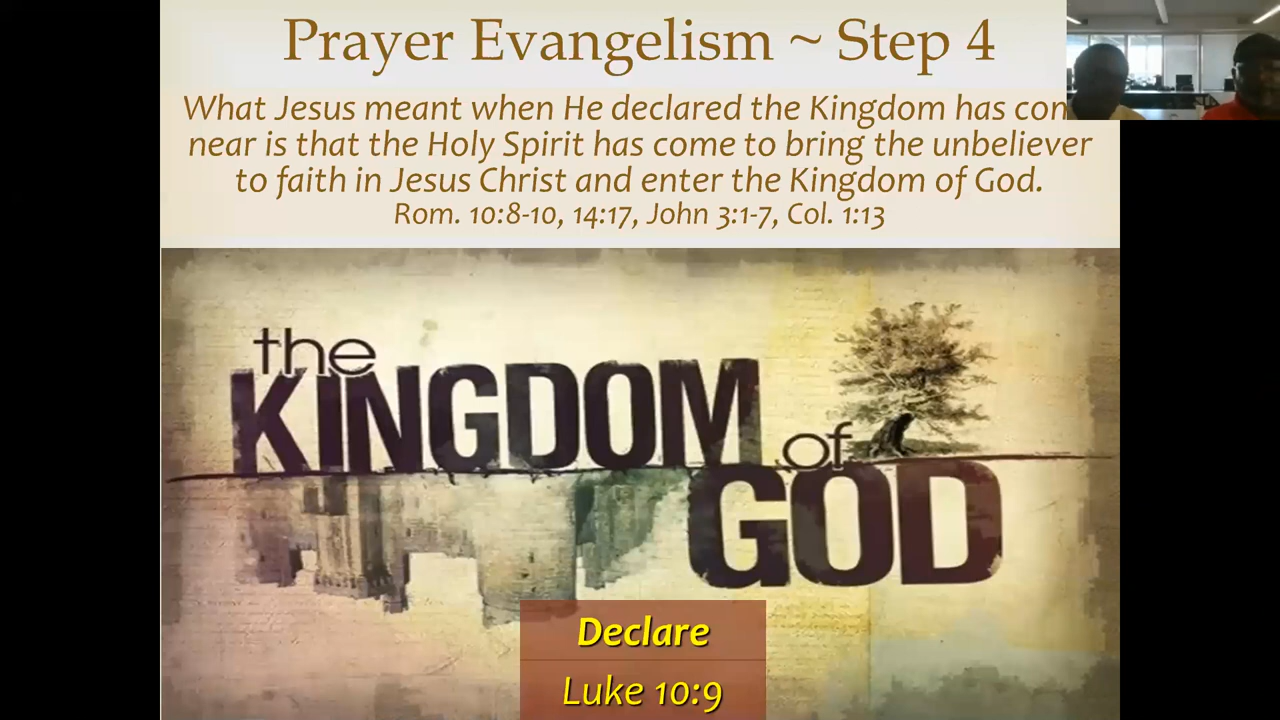 Prayer Evangelism ~ Step 4
What Jesus meant when He declared the Kingdom has
near is that the Holy Spirit has come to bring the unbeliever
to faith in Jesus Christ and enter the Kingdom of God.
Rom. 10:8-10, 14:17, John 3:1-7, Col. 1:13
the
KINGDOM
of
GOD
Declare
Luke 10:9